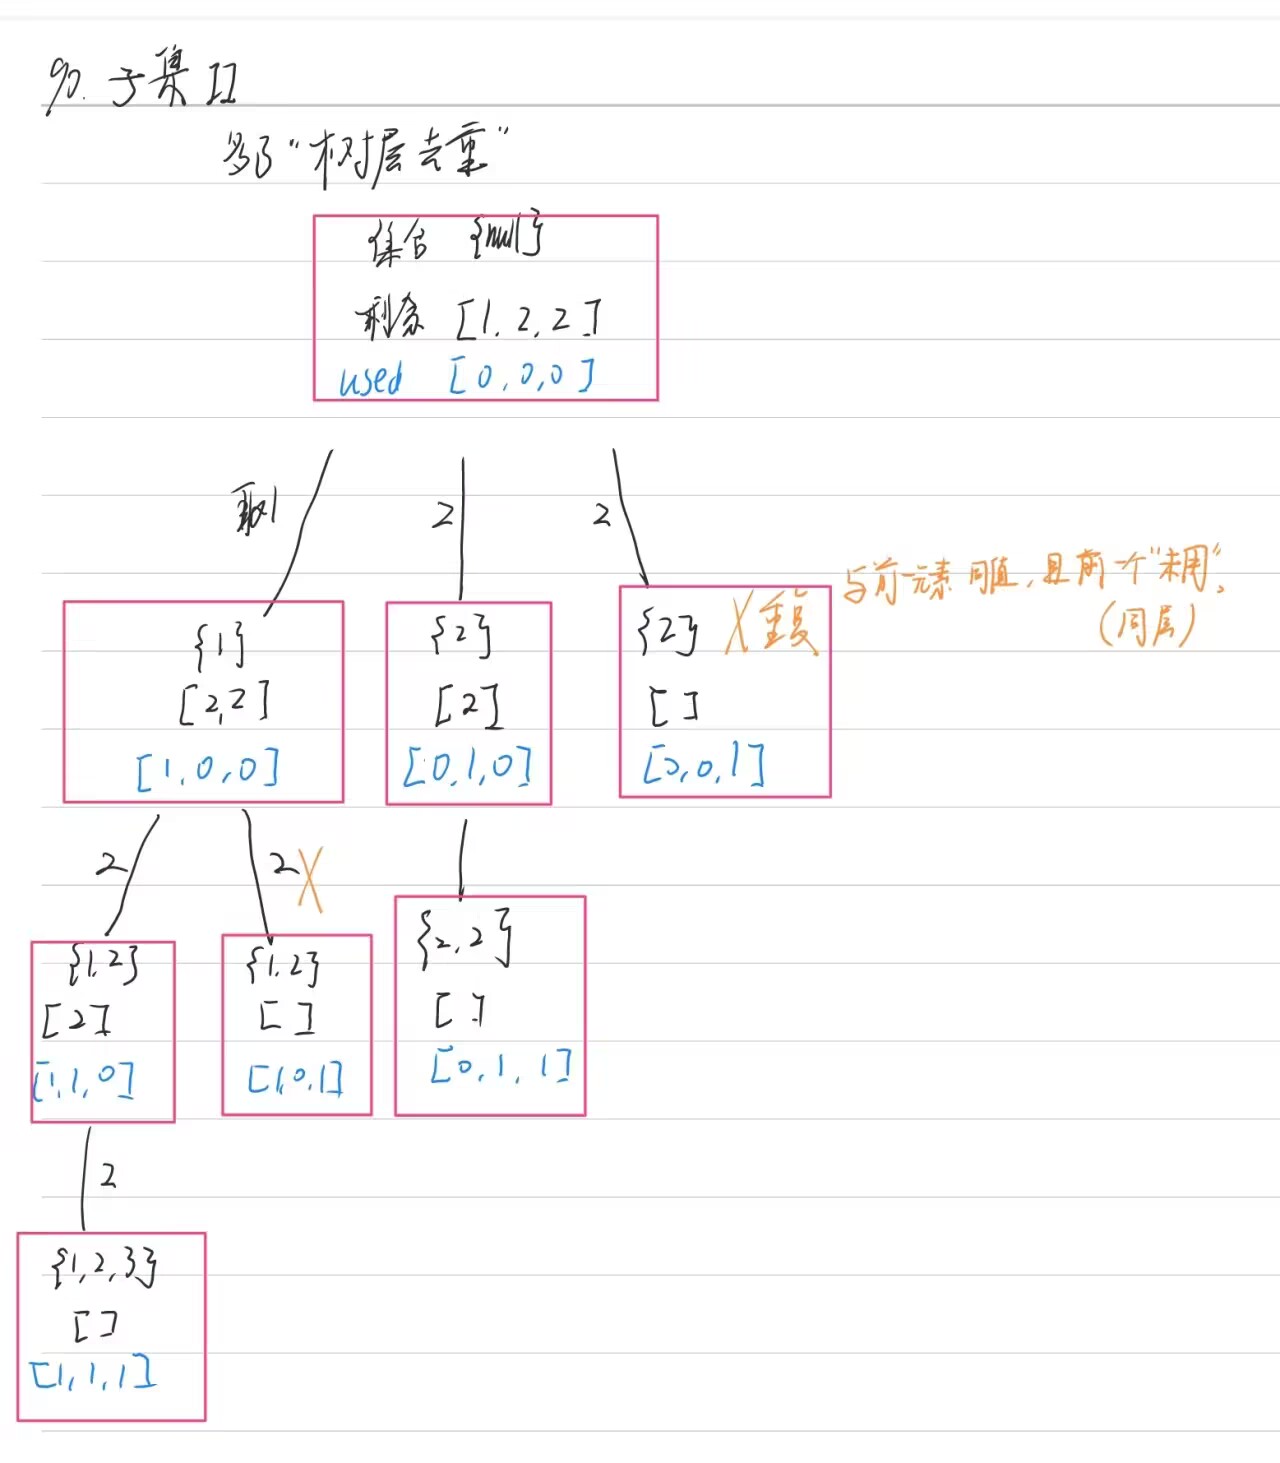 90. 子集 II
多了“树层去重”
集合 {null}
剩余 [1, 2, 2]
used [0, 0, 0]
取1
2
2
与前一元素同值, 且前一个“未用”。
(同层)
{1}
[2,2]
[1,0,0]
{2}
[2]
[0,1,0]
{2} X 重复
[]
[0,0,1]
2
2 X
{1,2}
[2]
[1,1,0]
{1,2}
[]
[1,0,1]
{2,2}
[]
[0,1,1]
2
{1,2,3}
[]
[1,1,1]